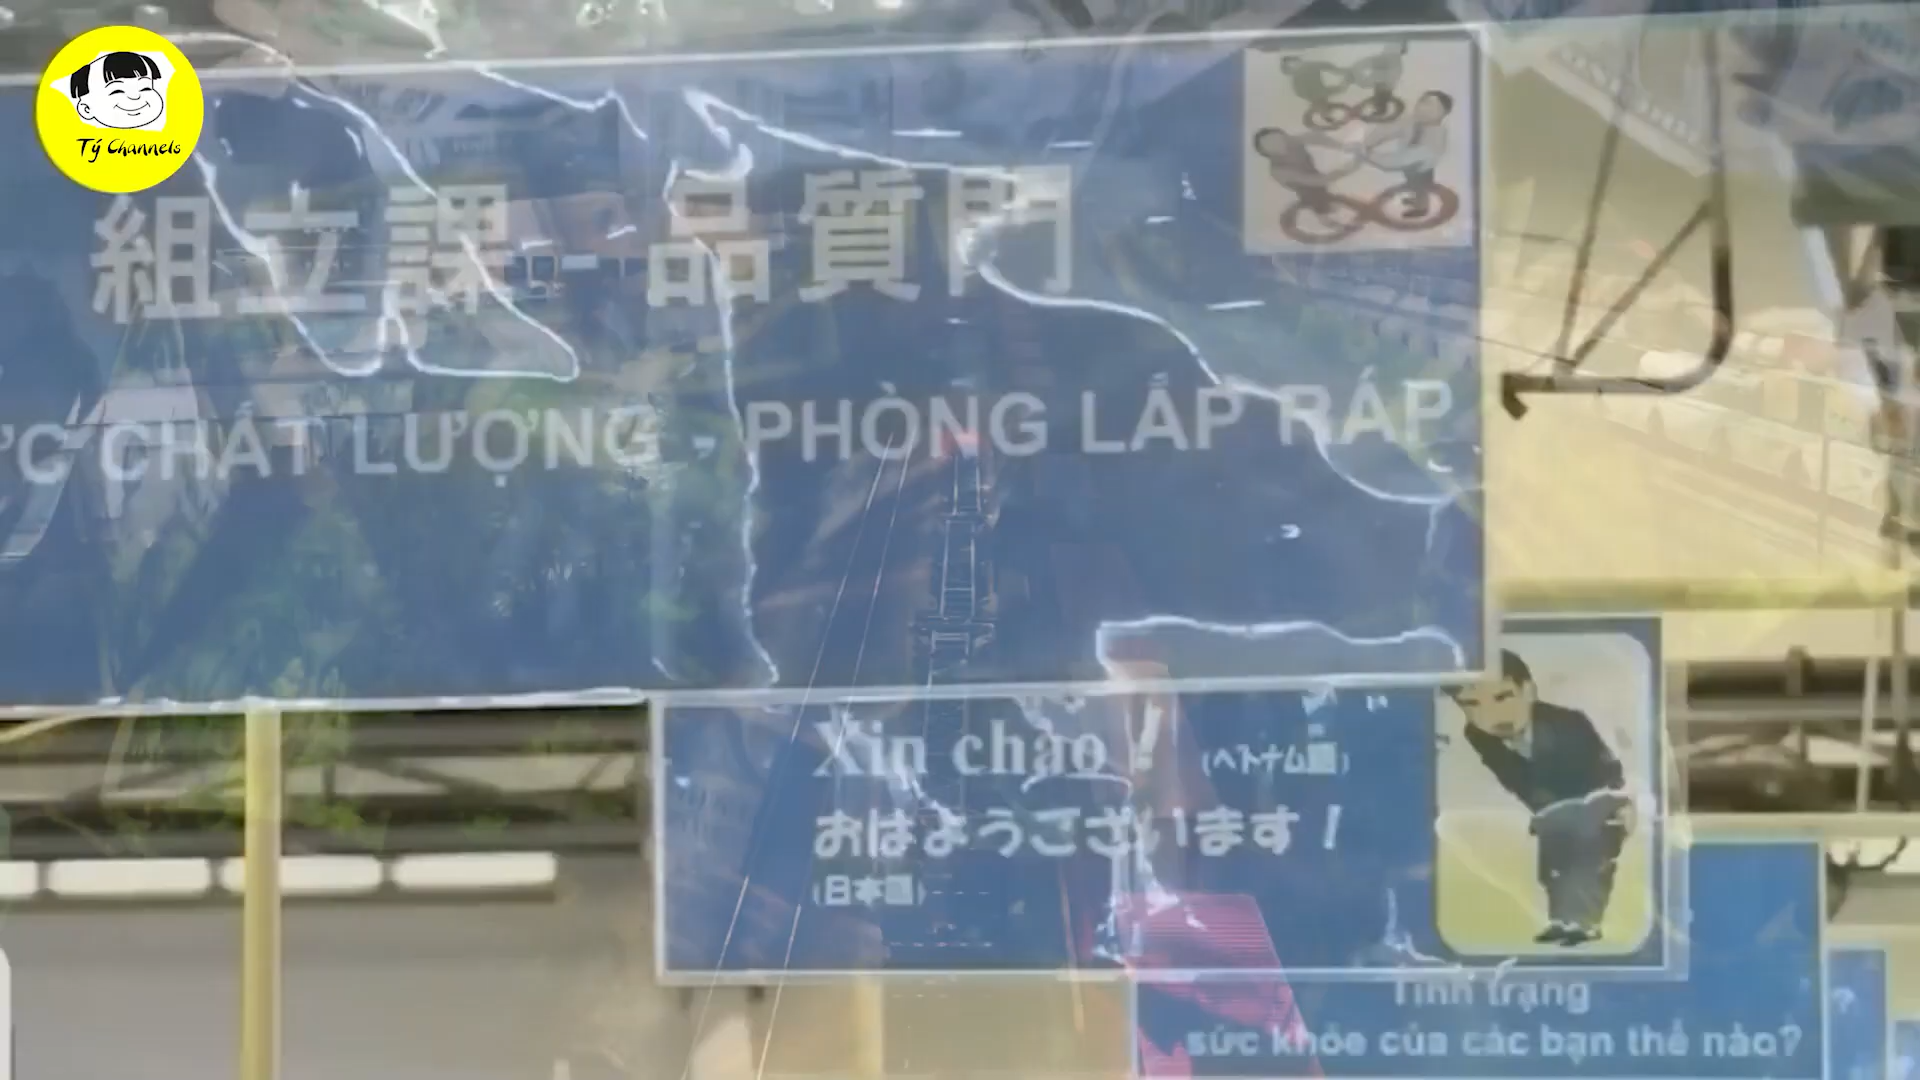 Tý Channels
組立課 - 品質門
CHẤT LƯỢNG - PHÒNG LẮP RÁP
Xin chào ! (ベトナム語)
おはようございます！
(日本語)
Tình trạng
sức khỏe của các bạn thế nào?